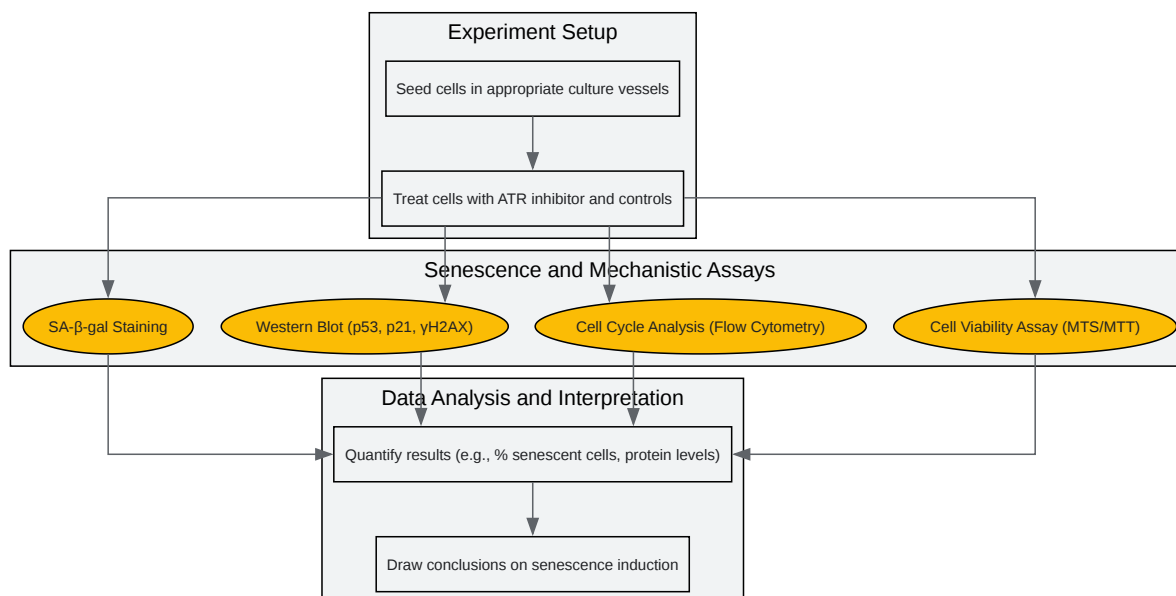 Experiment Setup
Seed cells in appropriate culture vessels
Treat cells with ATR inhibitor and controls
Senescence and Mechanistic Assays
SA-β-gal Staining
Western Blot (p53, p21, γH2AX)
Cell Cycle Analysis (Flow Cytometry)
Cell Viability Assay (MTS/MTT)
Data Analysis and Interpretation
Quantify results (e.g., % senescent cells, protein levels)
Draw conclusions on senescence induction